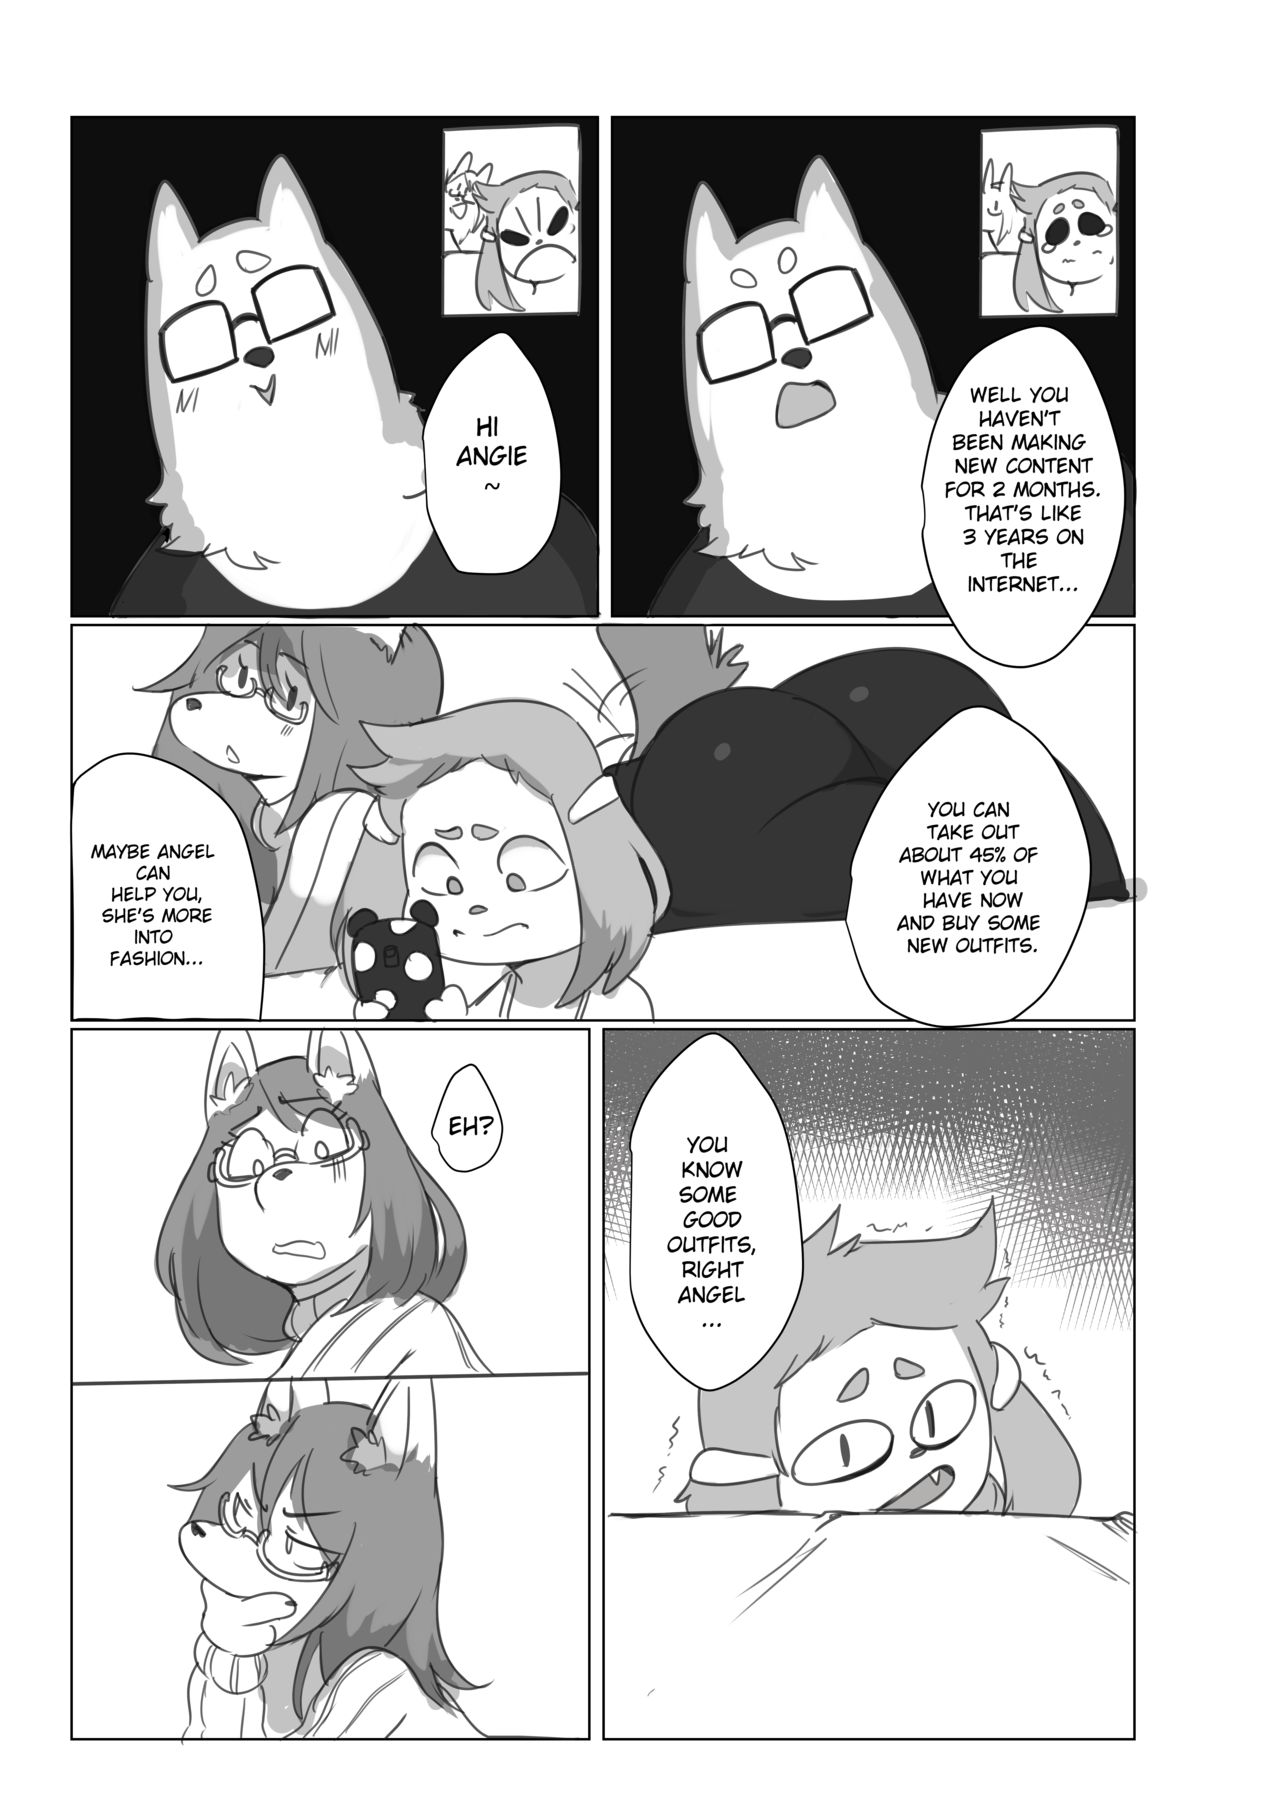 HI
ANGIE
~
WELL YOU
HAVEN'T
BEEN MAKING
NEW CONTENT
FOR 2 MONTHS.
THAT'S LIKE
3 YEARS ON
THE
INTERNET...
YOU CAN
TAKE OUT
ABOUT 45% OF
WHAT YOU
HAVE NOW
AND BUY SOME
NEW OUTFITS.
MAYBE ANGEL
CAN
HELP YOU,
SHE'S MORE
INTO
FASHION...
EH?
YOU
KNOW
SOME
GOOD
OUTFITS,
RIGHT
ANGEL
...